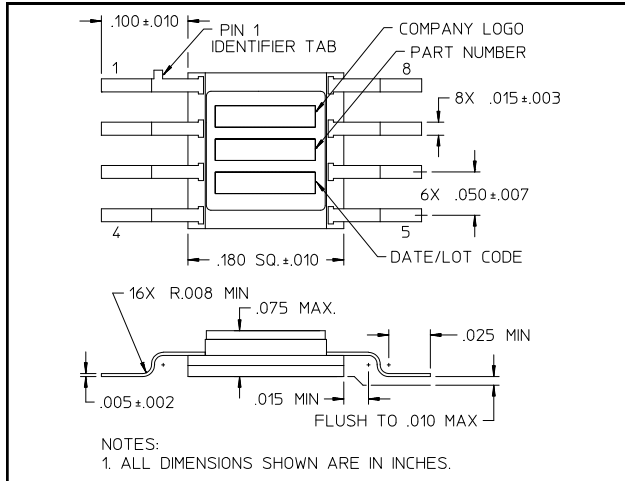 .100±.010
PIN 1
IDENTIFIER TAB
COMPANY LOGO
PART NUMBER
1
8
8X .015±.003
6X .050±.007
4
5
.180 SQ.±.010
DATE/LOT CODE
16X R.008 MIN
.075 MAX.
.025 MIN
.005±.002
.015 MIN
FLUSH TO .010 MAX
NOTES:
1. ALL DIMENSIONS SHOWN ARE IN INCHES.